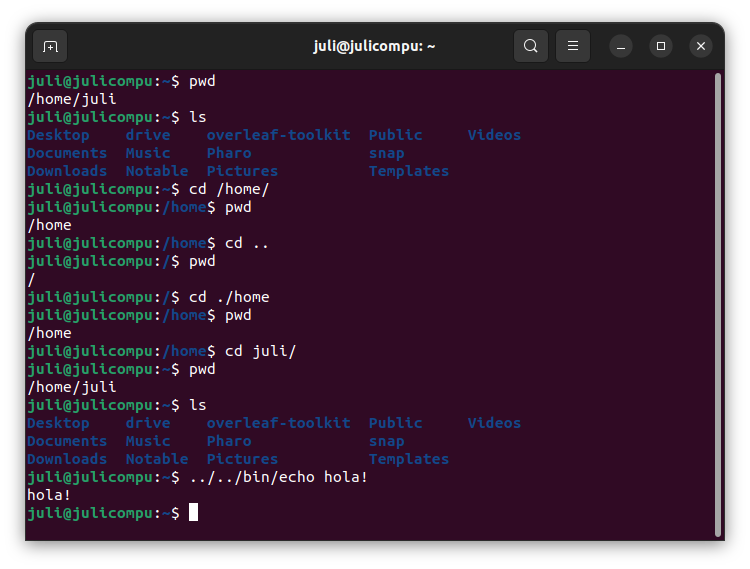 juli@julicompu: ~
juli@julicompu:~$ pwd
/home/juli
juli@julicompu:~$ ls
Desktop    drive    overleaf-toolkit  Public     Videos
Documents  Music    Pharo             snap
Downloads  Notable  Pictures          Templates
juli@julicompu:~$ cd /home/
juli@julicompu:/home$ pwd
/home
juli@julicompu:/home$ cd ..
juli@julicompu:/$ pwd
/
juli@julicompu:/$ cd ./home
juli@julicompu:/home$ pwd
/home
juli@julicompu:/home$ cd juli/
juli@julicompu:~$ pwd
/home/juli
juli@julicompu:~$ ls
Desktop    drive    overleaf-toolkit  Public     Videos
Documents  Music    Pharo             snap
Downloads  Notable  Pictures          Templates
juli@julicompu:~$ ../../bin/echo hola!
hola!
juli@julicompu:~$